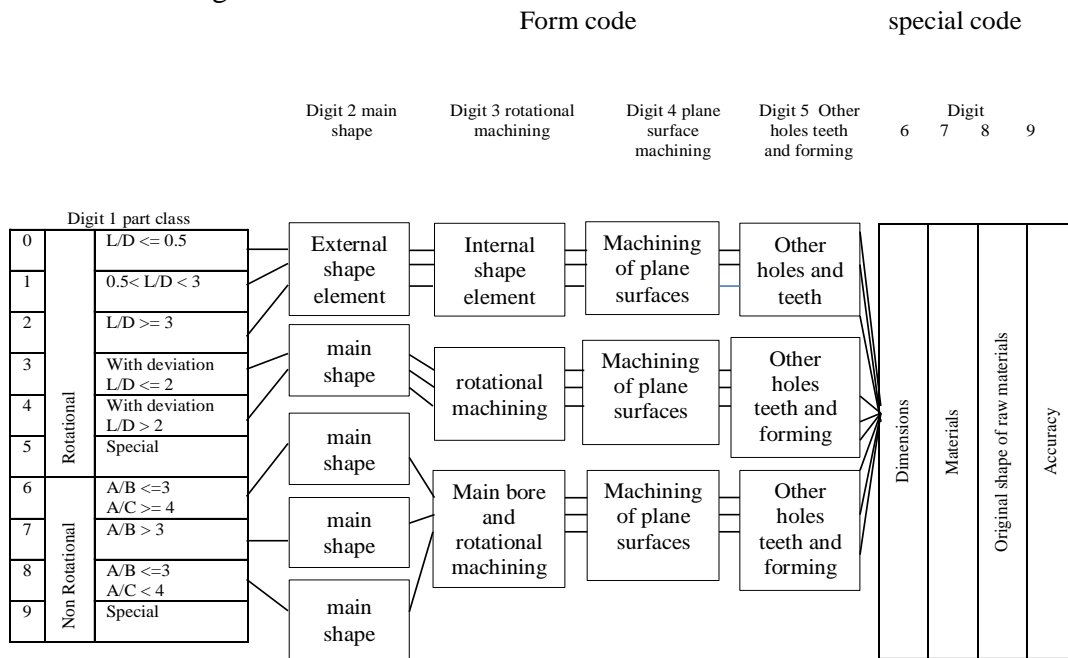 Form code
special code
Digit 2 main
shape
Digit 3 rotational
machining
Digit 4 plane
surface
machining
Digit 5 Other
holes teeth
and forming
Digit
6 7 8 9
Digit 1 part class
0
L/D <= 0.5
1
0.5< L/D < 3
2
L/D >= 3
3
With deviation
L/D <= 2
4
With deviation
L/D > 2
5
Special
Rotational
6
A/B <=3
A/C >= 4
7
A/B > 3
8
A/B <=3
A/C < 4
9
Special
Non Rotational
External
shape
element
Internal
shape
element
Machining
of plane
surfaces
Other
holes and
teeth
main
shape
rotational
machining
Machining
of plane
surfaces
Other
holes
teeth and
forming
main
shape
main
shape
main
shape
Main bore
and
rotational
machining
Machining
of plane
surfaces
Other
holes
teeth and
forming
Dimensions
Materials
Original shape of raw materials
Accuracy